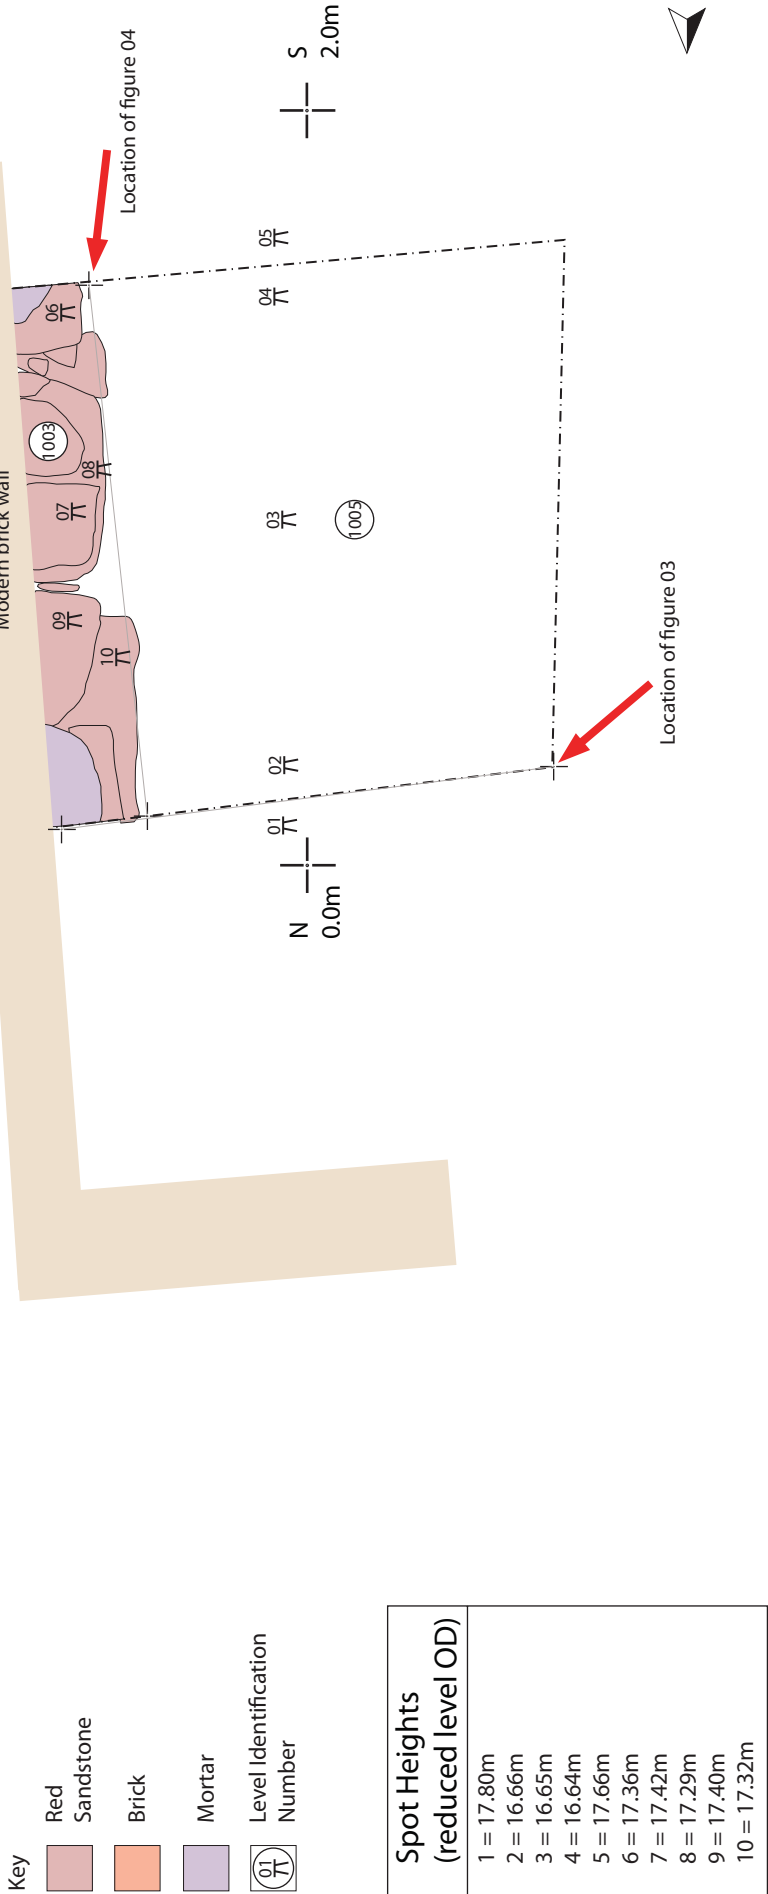 Modern brick wall
Location of figure 04
S
2.0m
05
04
06
1003
08
07
03
1005
09
10
02
01
N
0.0m
Location of figure 03
Key
Red
Sandstone
Brick
Mortar
01
Level Identification
Number
Spot Heights
(reduced level OD)
1 = 17.80m
2 = 16.66m
3 = 16.65m
4 = 16.64m
5 = 17.66m
6 = 17.36m
7 = 17.42m
8 = 17.29m
9 = 17.40m
10 = 17.32m